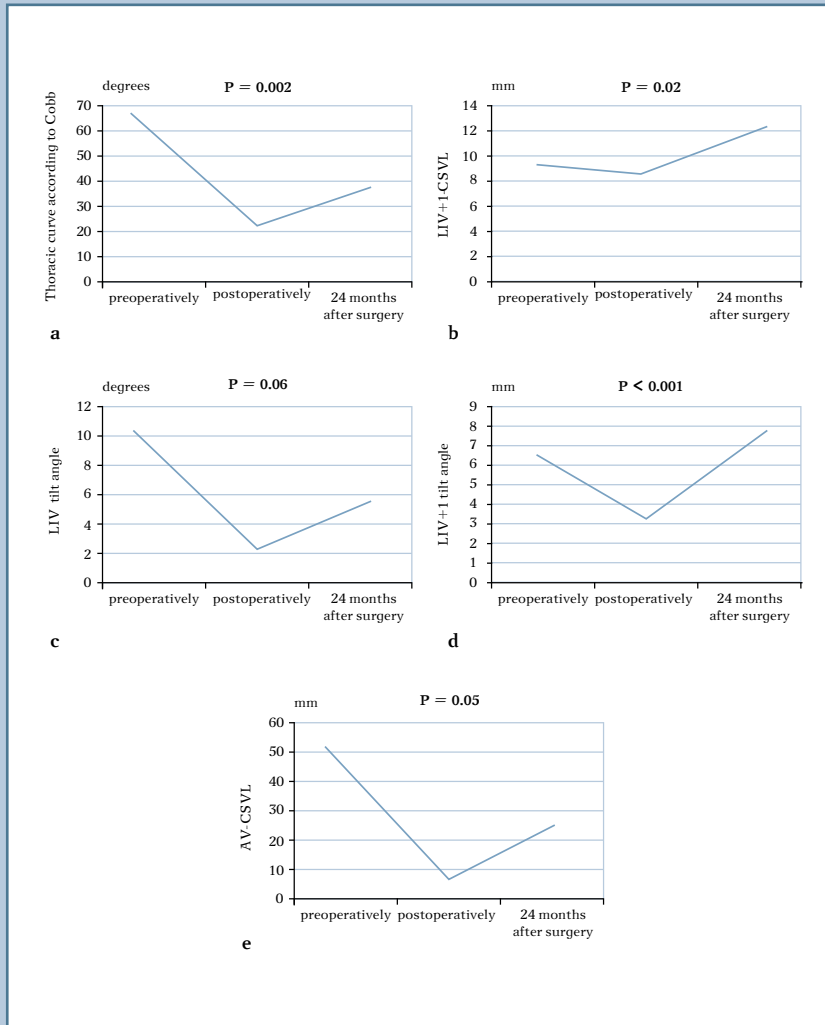 degrees
P = 0.002
Thoracic curve according to Cobb
70
60
50
40
30
20
10
0
preoperatively
postoperatively
24 months
after surgery
a
mm
P = 0.02
LIV+1-CSVL
14
12
10
8
6
4
2
0
preoperatively
postoperatively
24 months
after surgery
b
degrees
P = 0.06
LIV tilt angle
12
10
8
6
4
2
0
preoperatively
postoperatively
24 months
after surgery
c
mm
P < 0.001
LIV+1 tilt angle
9
8
7
6
5
4
3
2
1
0
preoperatively
postoperatively
24 months
after surgery
d
mm
P = 0.05
AV-CSVL
60
50
40
30
20
10
0
preoperatively
postoperatively
24 months
after surgery
e